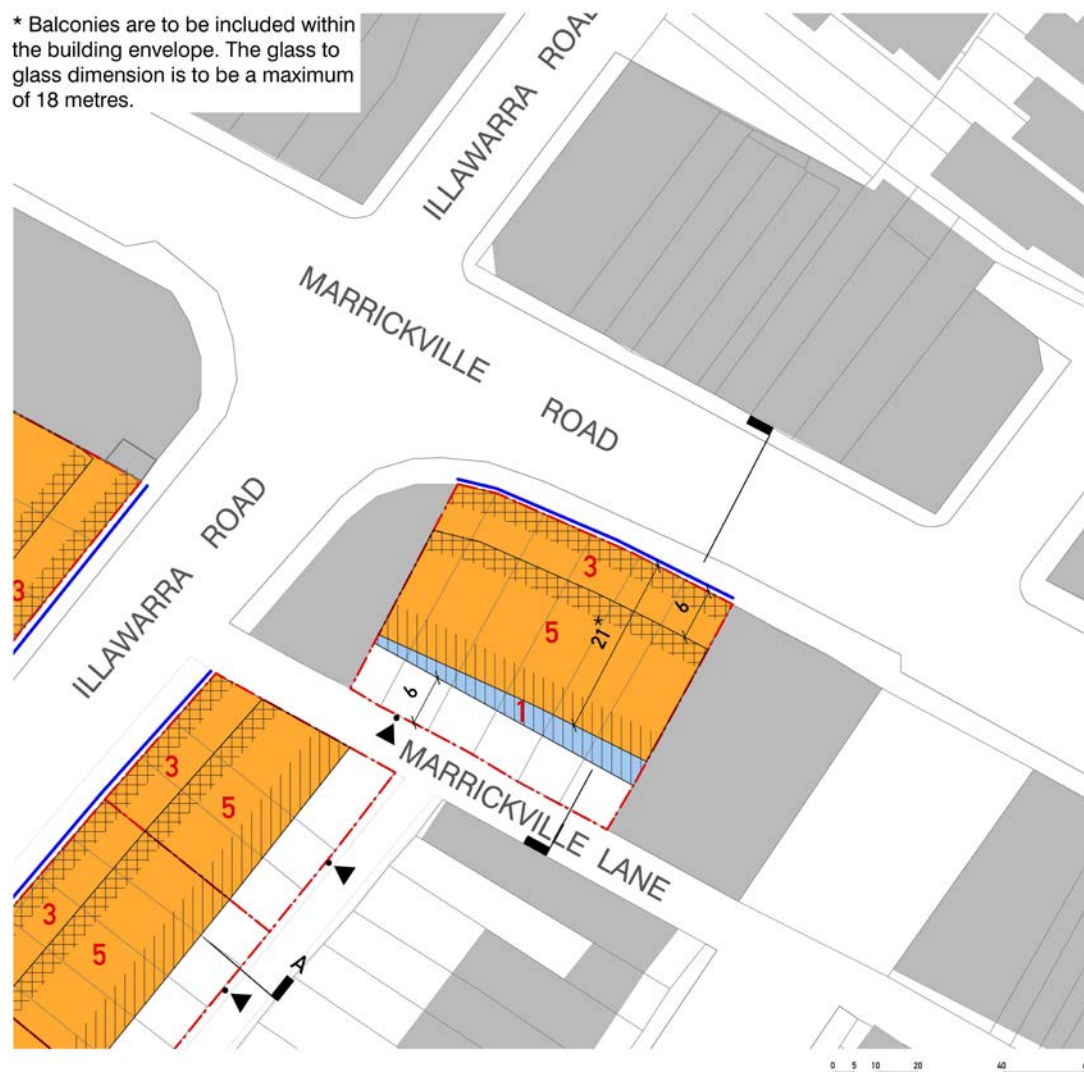 * Balconies are to be included within
the building envelope. The glass to
glass dimension is to be a maximum
of 18 metres.
ILLAWARRA ROAD
MARRICKVILLE ROAD
ILLAWARRA ROAD
3
6
5
21*
3
1
6
3
5
MARRICKVILLE LANE
3
5
A
0 5 10 20 40